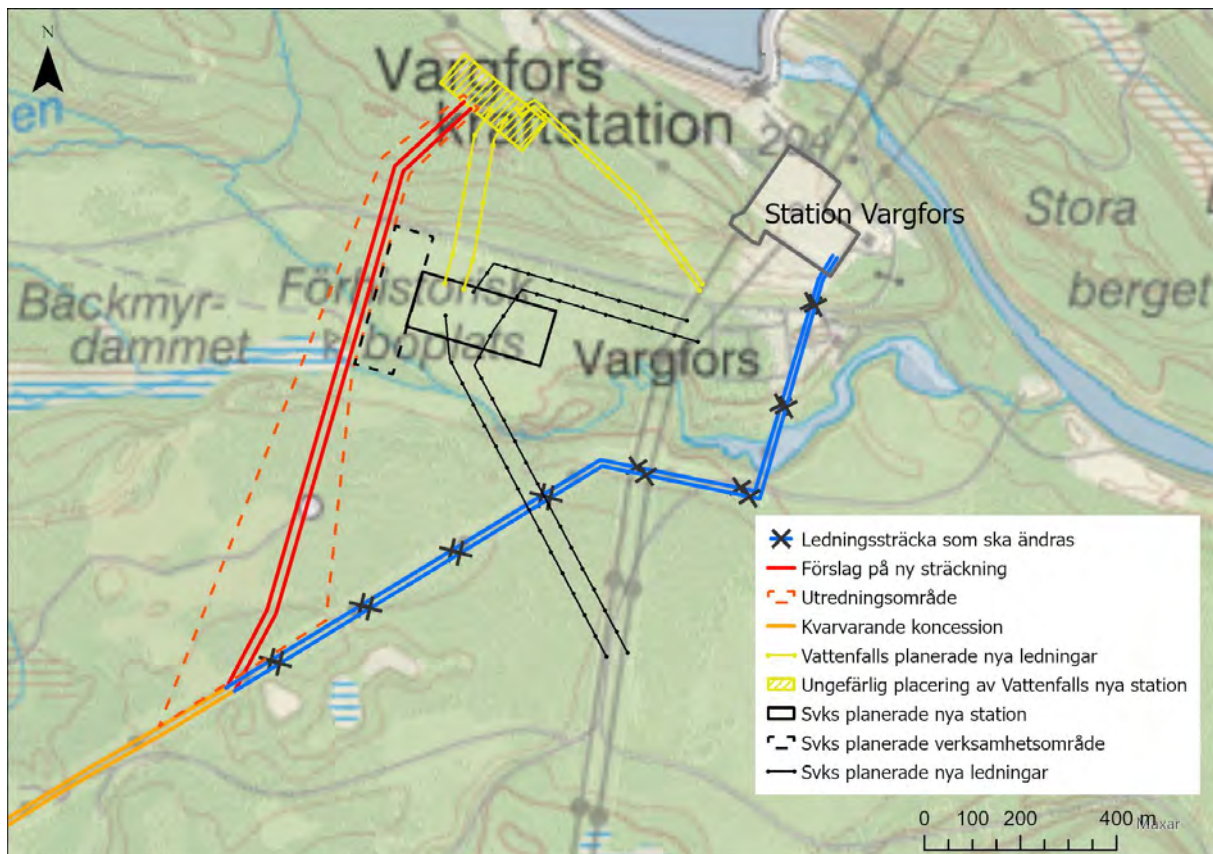 N
Vargfors
Kraftstation
en
204
Station Vargfors
Stora
berget
Bäckmyr-
dammet
Förhistorisk
boplats
Vargfors
Ledningssträcka som ska ändras
Förslag på ny sträckning
Utredningsområde
Kvarvarande koncession
Vattenfalls planerade nya ledningar
Ungefärlig placering av Vattenfalls nya station
Svks planerade nya station
Svks planerade verksamhetsområde
Svks planerade nya ledningar
0 100 200 400 m
Maxar